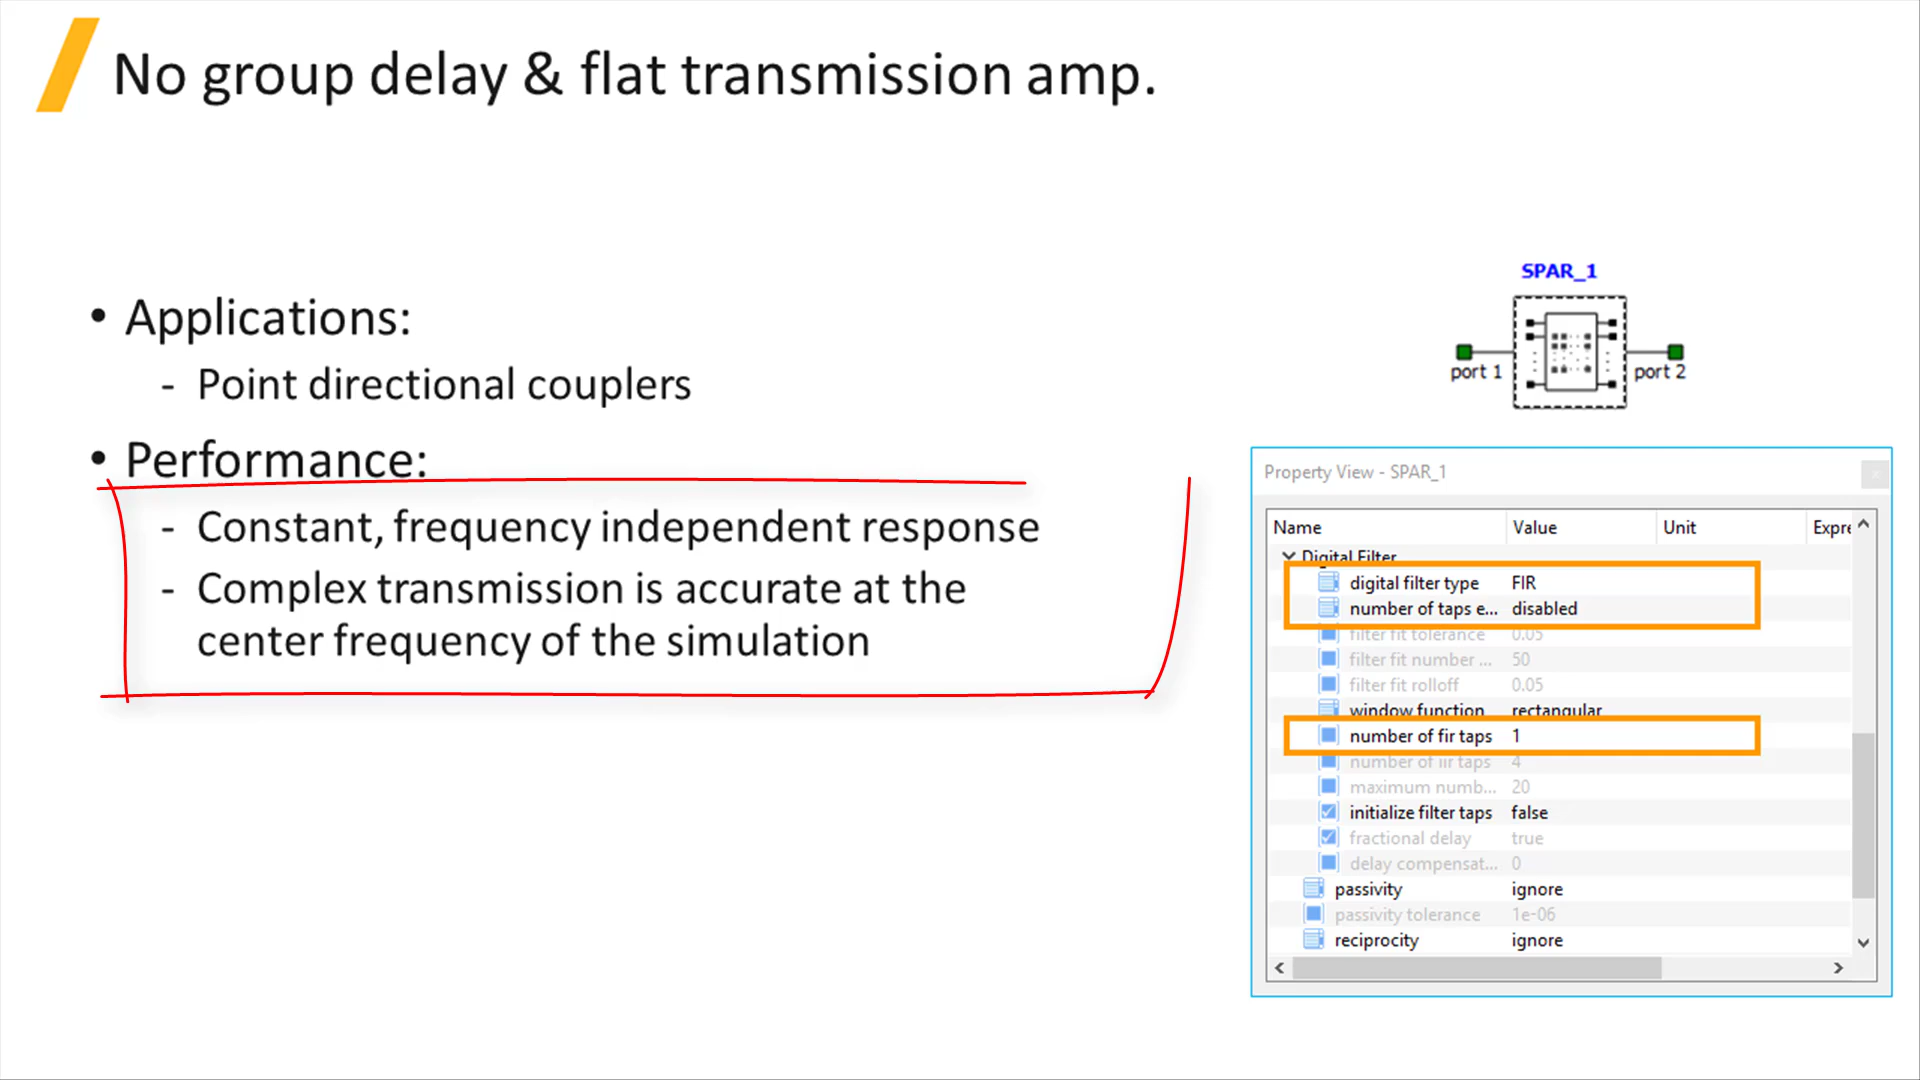 No group delay & flat transmission amp.
• Applications:
- Point directional couplers
• Performance:
- Constant, frequency independent response
- Complex transmission is accurate at the
center frequency of the simulation
SPAR_1
port 1
port 2
Property View - SPAR_1
Name Value Unit Expre
Digital Filter
digital filter type FIR
number of taps e... disabled
filter fit tolerance 0.05
filter fit number ... 50
filter fit rolloff 0.05
window function rectangular
number of fir taps 1
number of iir taps 4
maximum numb... 20
initialize filter taps false
fractional delay true
delay compensat... 0
passivity ignore
passivity tolerance 1e-06
reciprocity ignore